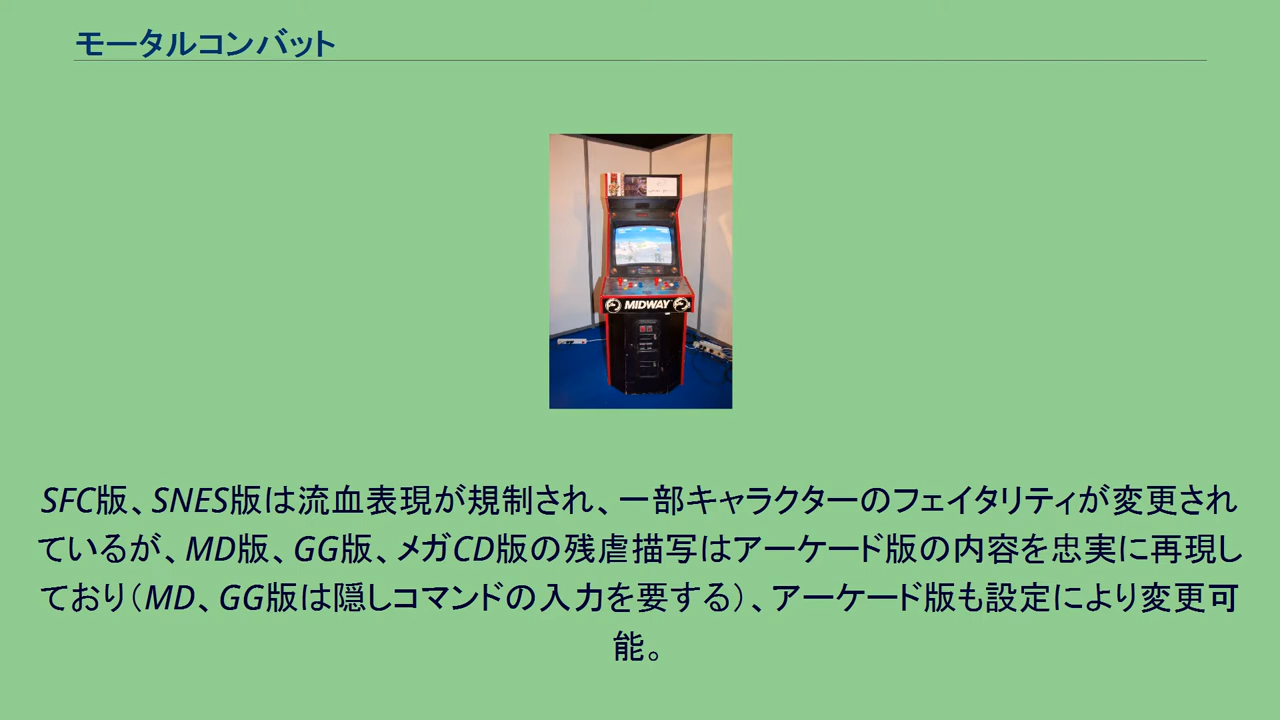 モータルコンバット
MIDWAY
SFC版、SNES版は流血表現が規制され、一部キャラクターのフェイタリティが変更され
ているが、MD版、GG版、メガCD版の残虐描写はアーケード版の内容を忠実に再現し
ており（MD、GG版は隠しコマンドの入力を要する）、アーケード版も設定により変更可
能。